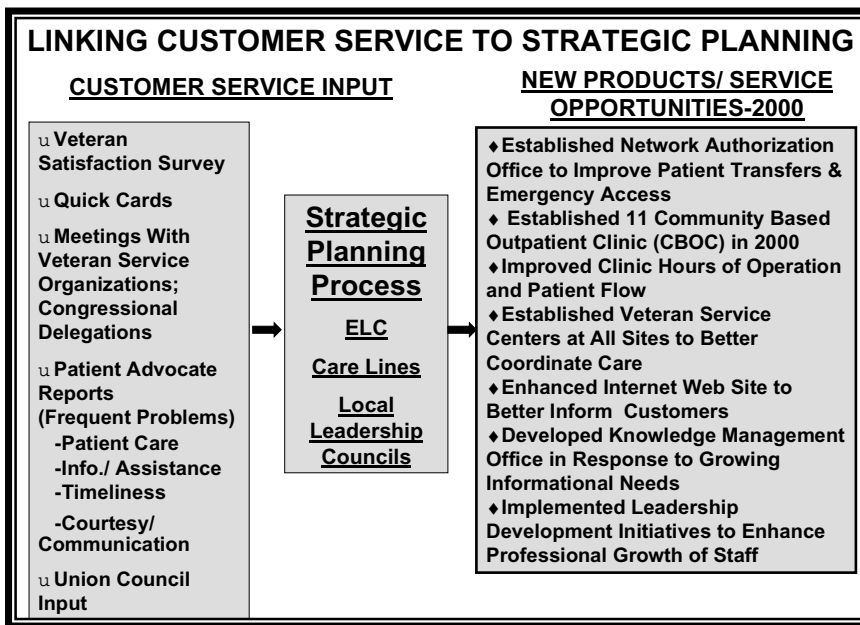 LINKING CUSTOMER SERVICE TO STRATEGIC PLANNING
CUSTOMER SERVICE INPUT
u Veteran
Satisfaction Survey
u Quick Cards
u Meetings With
Veteran Service
Organizations;
Congressional
Delegations
u Patient Advocate
Reports
(Frequent Problems)
-Patient Care
-Info./ Assistance
-Timeliness
-Courtesy/
Communication
u Union Council
Input
Strategic
Planning
Process
ELC
Care Lines
Local
Leadership
Councils
NEW PRODUCTS/ SERVICE
OPPORTUNITIES-2000
♦Established Network Authorization
Office to Improve Patient Transfers &
Emergency Access
♦ Established 11 Community Based
Outpatient Clinic (CBOC) in 2000
♦Improved Clinic Hours of Operation
and Patient Flow
♦Established Veteran Service
Centers at All Sites to Better
Coordinate Care
♦Enhanced Internet Web Site to
Better Inform Customers
♦Developed Knowledge Management
Office in Response to Growing
Informational Needs
♦Implemented Leadership
Development Initiatives to Enhance
Professional Growth of Staff